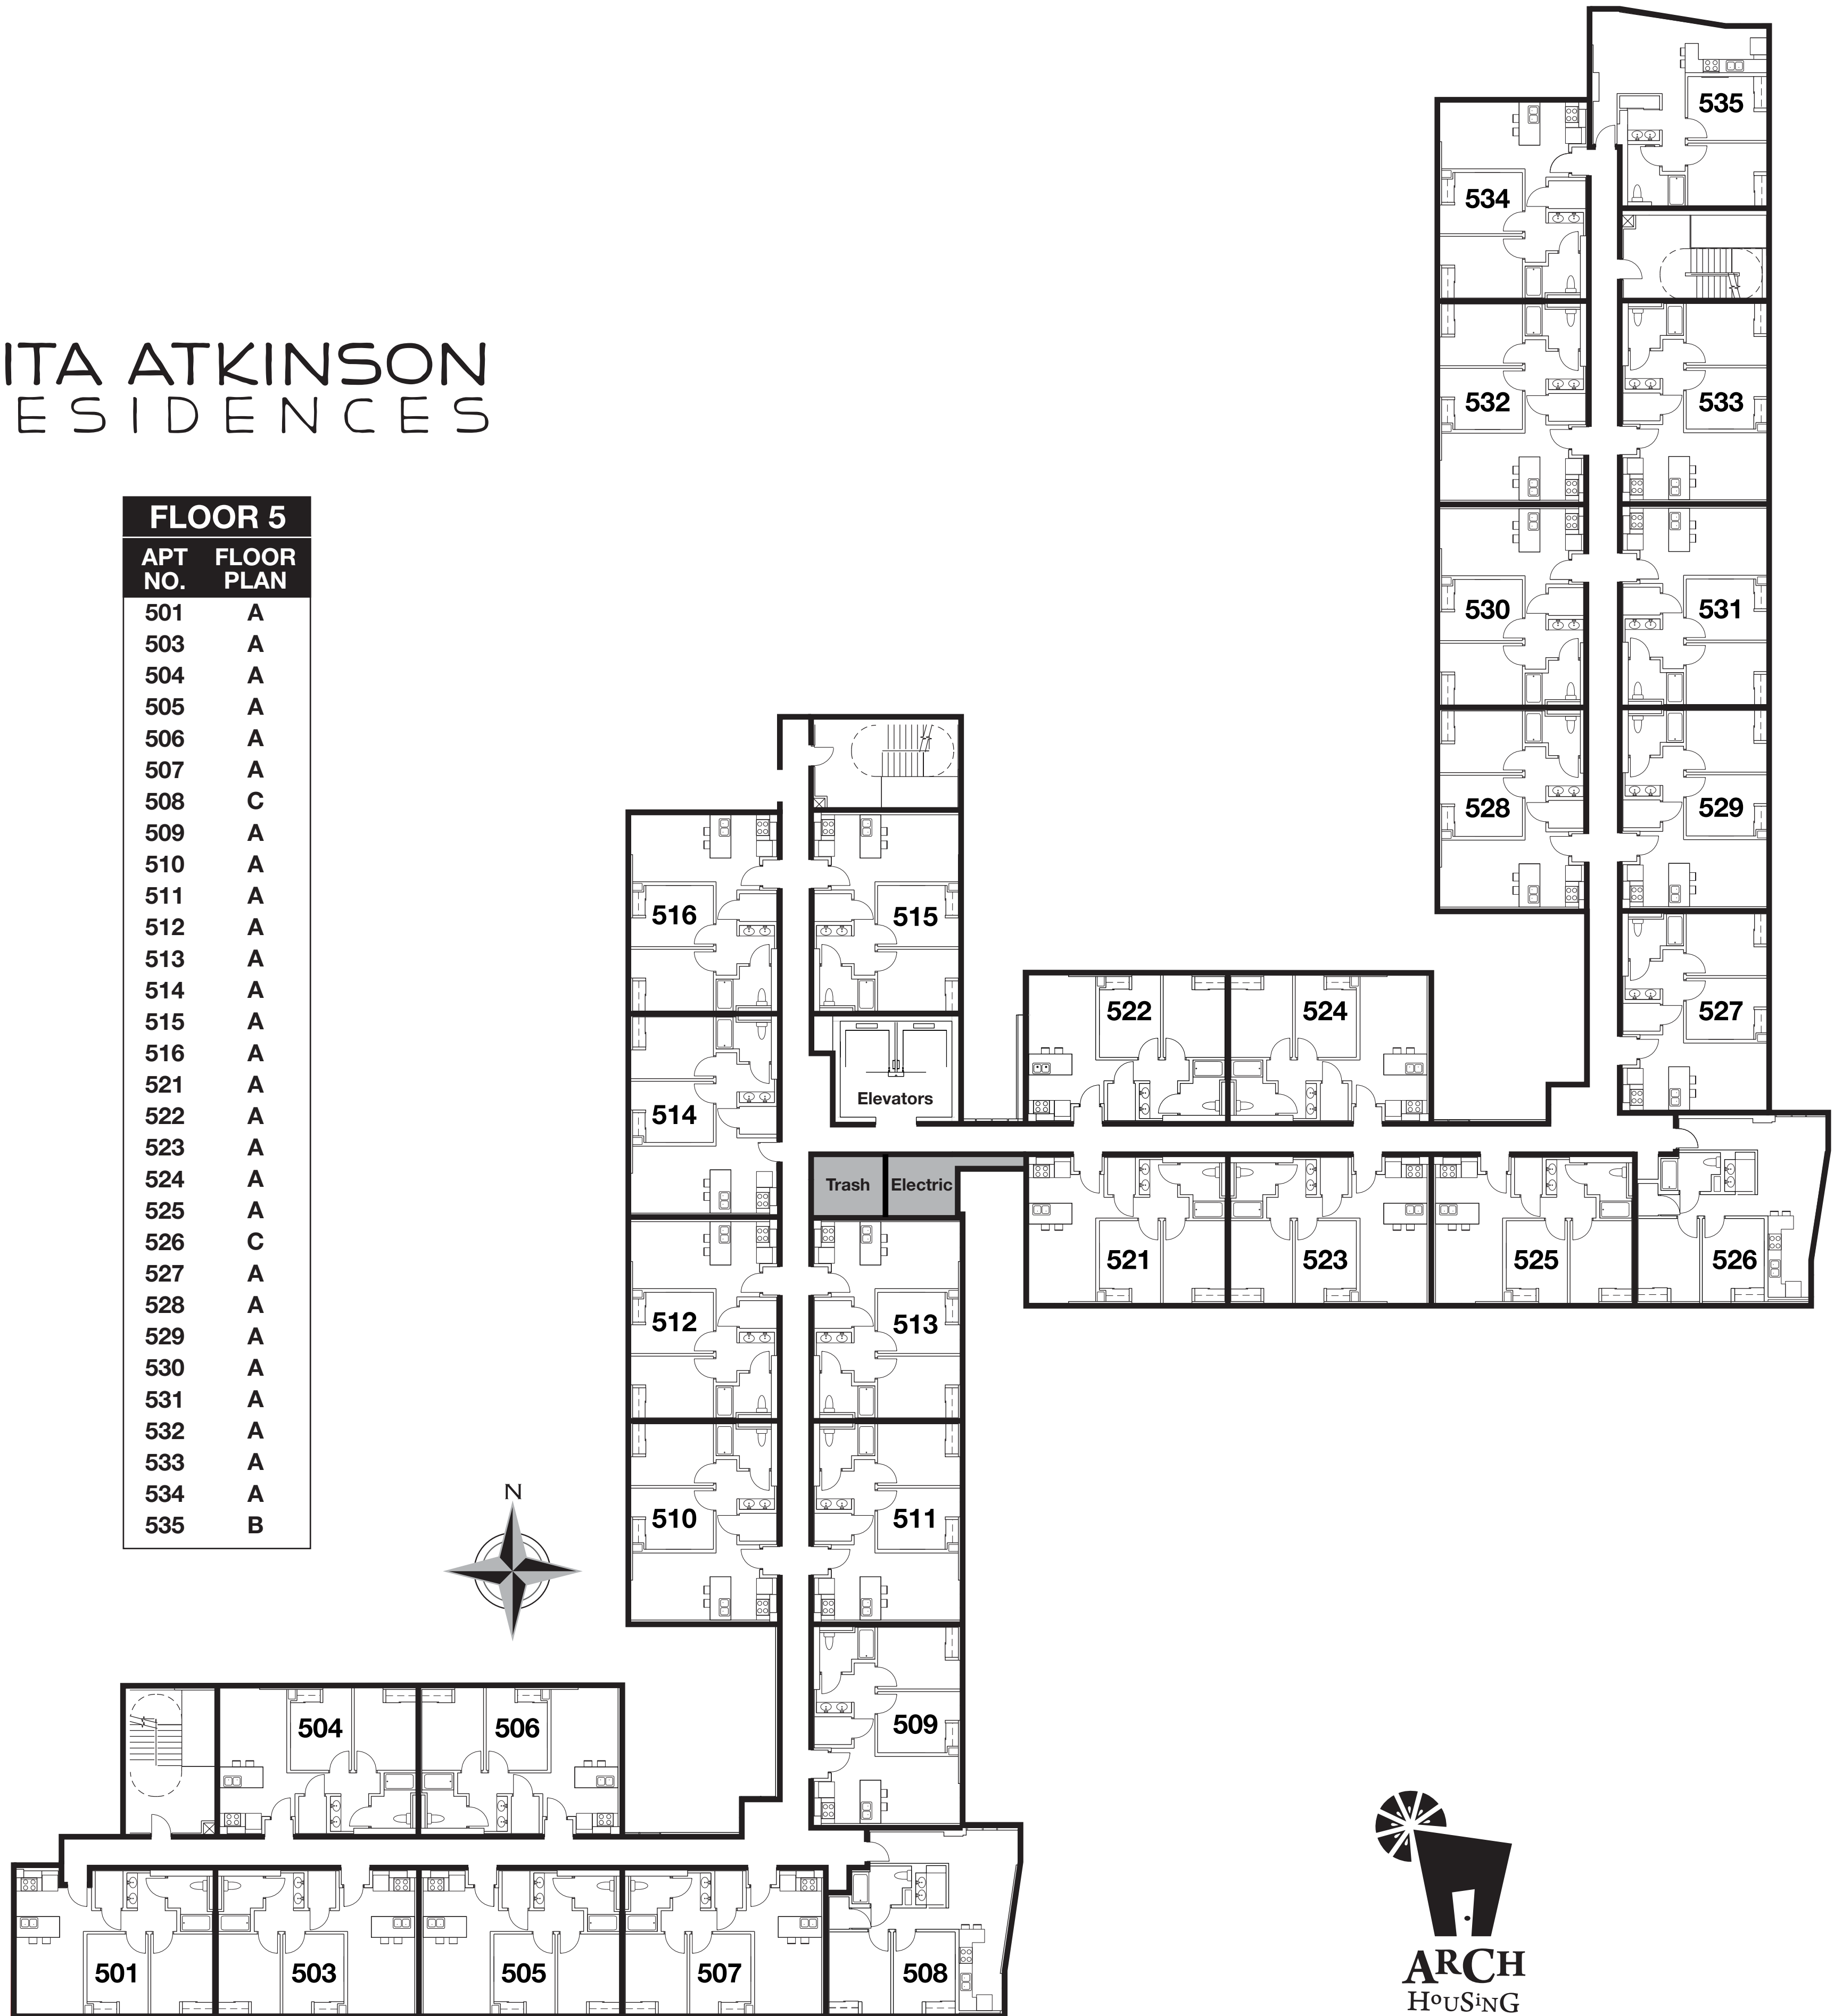 ITA ATKINSON
ESIDENCES
FLOOR 5
APT NO. FLOOR PLAN
501 A
503 A
504 A
505 A
506 A
507 A
508 C
509 A
510 A
511 A
512 A
513 A
514 A
515 A
516 A
521 A
522 A
523 A
524 A
525 A
526 C
527 A
528 A
529 A
530 A
531 A
532 A
533 A
534 A
535 B
N
535
534
532
533
530
531
528
529
527
516
515
522
524
514
Elevators
Trash
Electric
521
523
525
526
512
513
510
511
509
504
506
501
503
505
507
508
ARCH
HoUSiNG